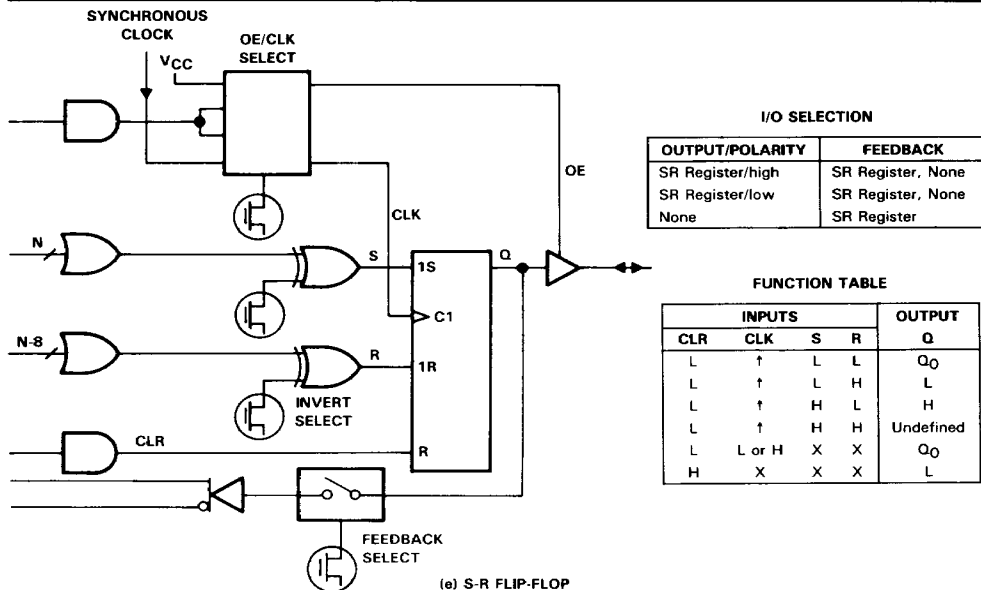 SYNCHRONOUS
CLOCK
OE/CLK
SELECT
VCC
OE
CLK
N
S
1S
Q
C1
N-8
R
1R
INVERT
SELECT
CLR
R
FEEDBACK
SELECT
(e) S-R FLIP-FLOP
I/O SELECTION
OUTPUT/POLARITY FEEDBACK
SR Register/high SR Register, None
SR Register/low SR Register, None
None SR Register
FUNCTION TABLE
INPUTS OUTPUT
CLR CLK S R Q
L ↑ L L Q0
L ↑ L H L
L ↑ H L H
L ↑ H H Undefined
L L or H X X Q0
H X X X L